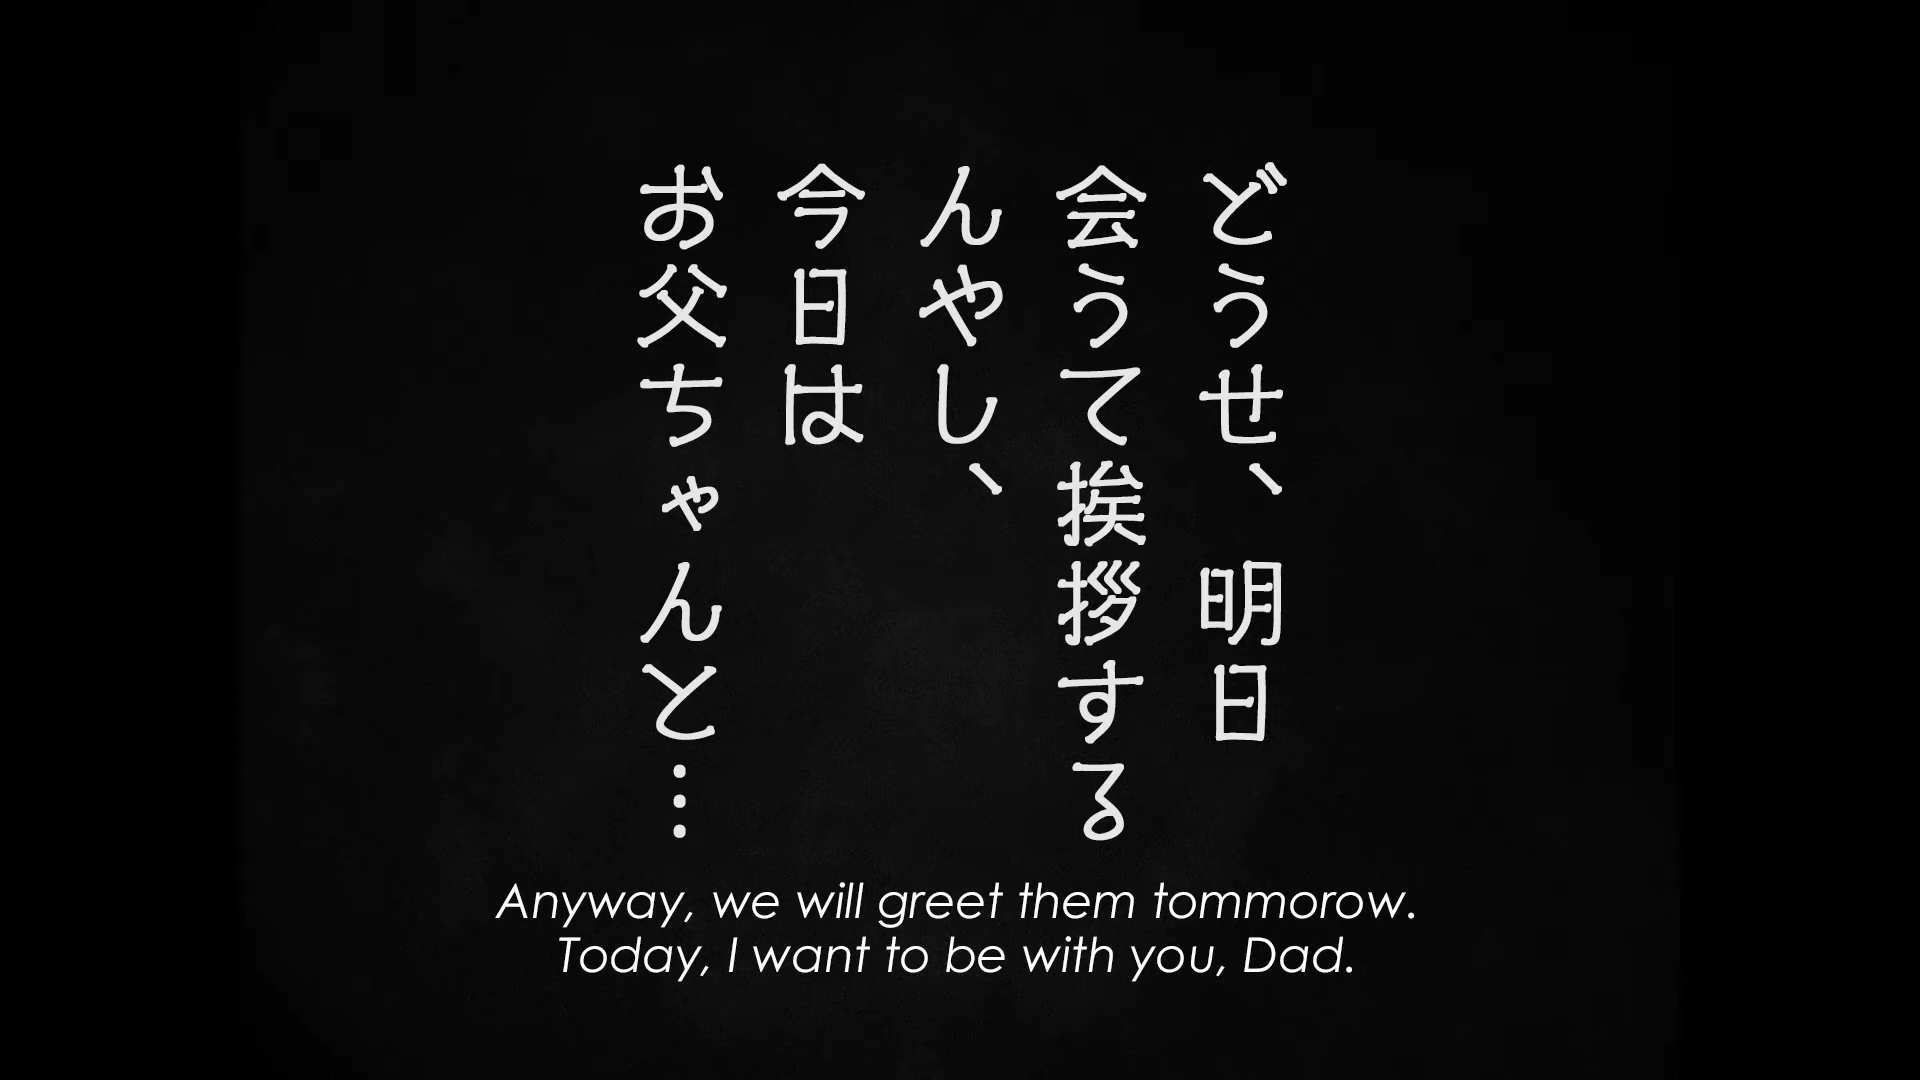 どうせ、明日
会うて挨拶する
んやし、
今日は
お父ちゃんと…
Anyway, we will greet them tommorow.
Today, I want to be with you, Dad.